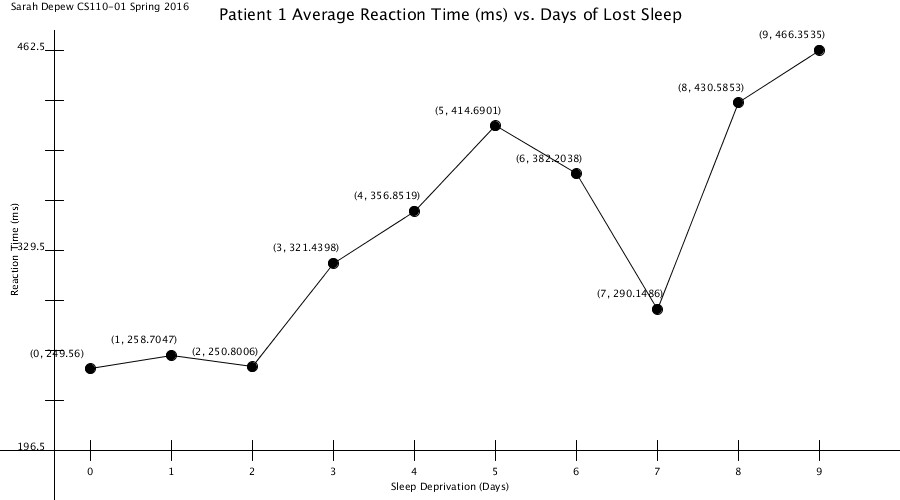 Sarah Depew CS110-01 Spring 2016
Patient 1 Average Reaction Time (ms) vs. Days of Lost Sleep
(9, 466.3535)
462.5
(8, 430.5853)
(5, 414.6901)
(6, 382.2038)
(4, 356.8519)
(3, 321.4398)
329.5
Reaction Time (ms)
(7, 290.1486)
(1, 258.7047)
(2, 250.8006)
(0, 249.56)
196.5
0 1 2 3 4 5 6 7 8 9
Sleep Deprivation (Days)